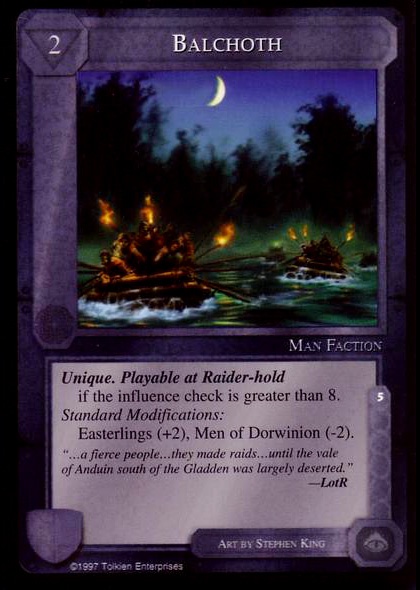 2
BALCHOTH
MAN FACTION
Unique. Playable at Raider-hold
if the influence check is greater than 8.
Standard Modifications:
Easterlings (+2), Men of Dorwinion (-2).
5
“…a fierce people…they made raids…until the vale
of Anduin south of the Gladden was largely deserted.”
—LotR
ART BY STEPHEN KING
©1997 Tolkien Enterprises